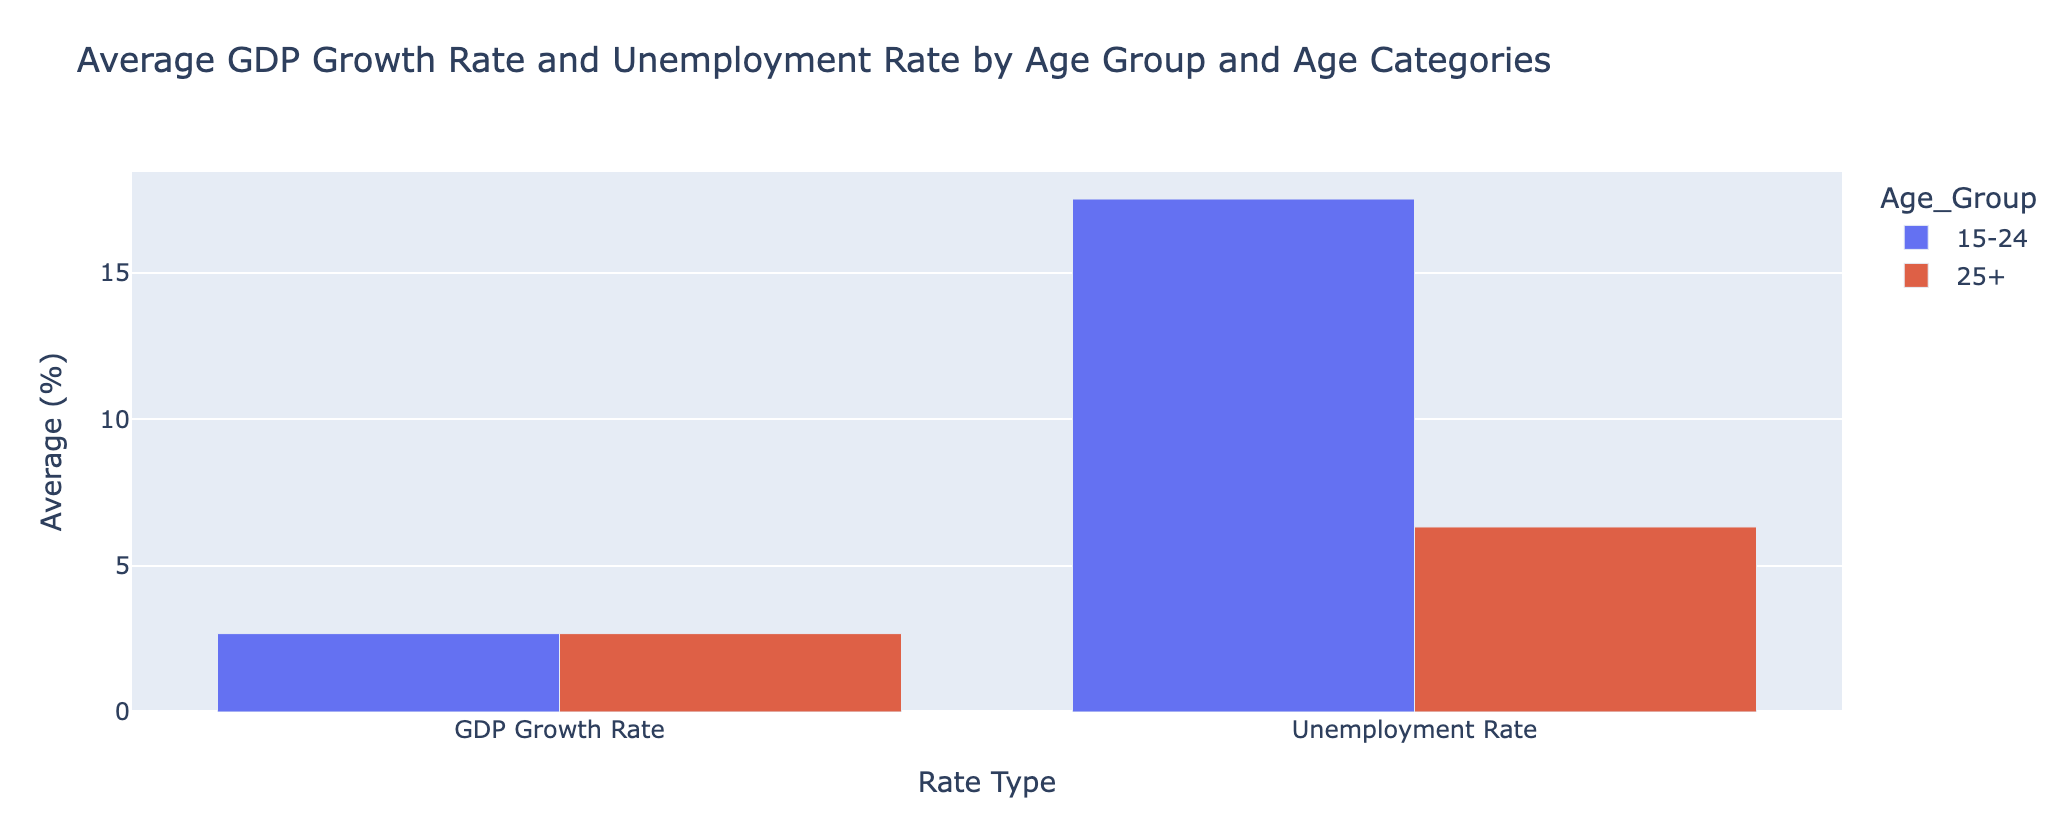 Average GDP Growth Rate and Unemployment Rate by Age Group and Age Categories
Age_Group
15-24
25+
15
10
5
0
Average (%)
GDP Growth Rate
Unemployment Rate
Rate Type